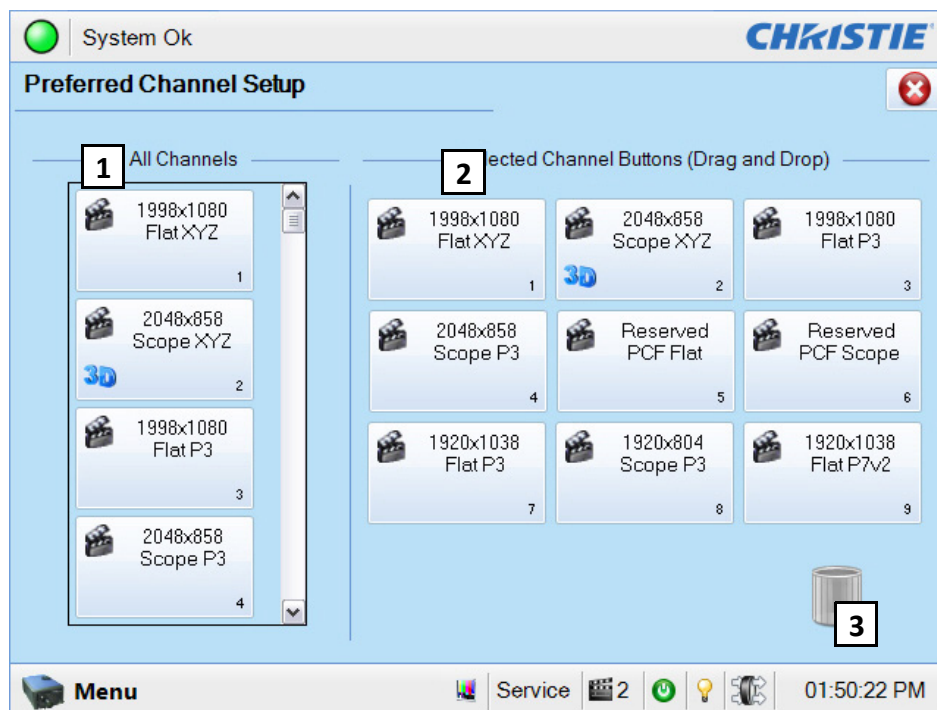 System Ok
CHRISTIE
Preferred Channel Setup
1
All Channels
2
ected Channel Buttons (Drag and Drop)
1998x1080
Flat XYZ
1
2048x858
Scope XYZ
3D
2
1998x1080
Flat P3
3
2048x858
Scope P3
4
1998x1080
Flat XYZ
1
2048x858
Scope XYZ
3D
2
1998x1080
Flat P3
3
2048x858
Scope P3
4
Reserved
PCF Flat
5
Reserved
PCF Scope
6
1920x1038
Flat P3
7
1920x804
Scope P3
8
1920x1038
Flat P7v2
9
3
Menu
Service
2
01:50:22 PM